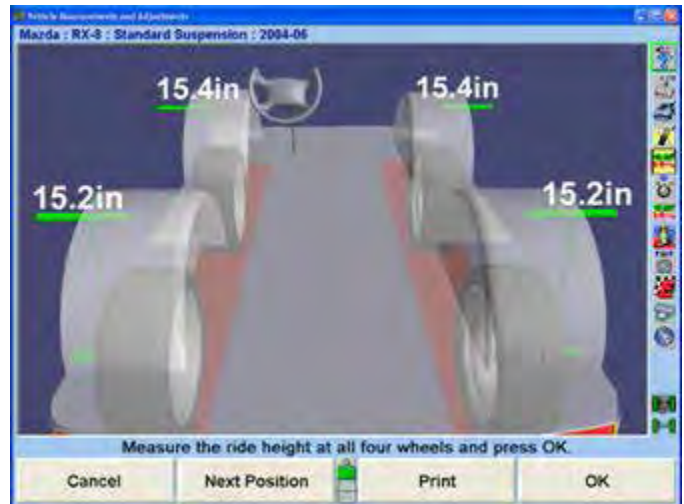 Vehicle Measurements and Adjustments
Mazda : RX-8 : Standard Suspension : 2004-06
15.4in 15.4in
15.2in 15.2in
Measure the ride height at all four wheels and press OK.
Cancel Next Position Print OK